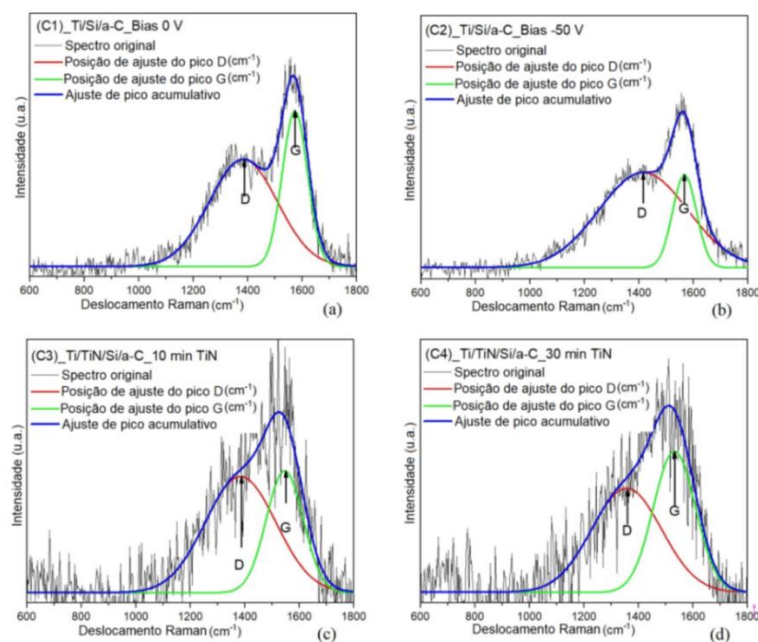 (C1)_Ti/Si/a-C_Bias 0 V
Spectro original
Posição de ajuste do pico D(cm-1)
Posição de ajuste do pico G(cm-1)
Ajuste de pico acumulativo
Intensidade (u.a.)
D
G
600 800 1000 1200 1400 1600 1800
Deslocamento Raman(cm-1)
(a)
(C2)_Ti/Si/a-C_Bias -50 V
Spectro original
Posição de ajuste do pico D(cm-1)
Posição de ajuste do pico G(cm-1)
Ajuste de pico acumulativo
Intensidade (u.a.)
D
G
600 800 1000 1200 1400 1600 1800
Deslocamento Raman(cm-1)
(b)
(C3)_Ti/TiN/Si/a-C_10 min TiN
Spectro original
Posição de ajuste do pico D(cm-1)
Posição de ajuste do pico G(cm-1)
Ajuste de pico acumulativo
Intensidade (u.a.)
D
G
600 800 1000 1200 1400 1600 1800
Deslocamento Raman (cm-1)
(c)
(C4)_Ti/TiN/Si/a-C_30 min TiN
Spectro original
Posição de ajuste do pico D(cm-1)
Posição de ajuste do pico G(cm-1)
Ajuste de pico acumulativo
Intensidade (u.a.)
D
G
600 800 1000 1200 1400 1600 1800
Deslocamento Raman (cm-1)
(d)